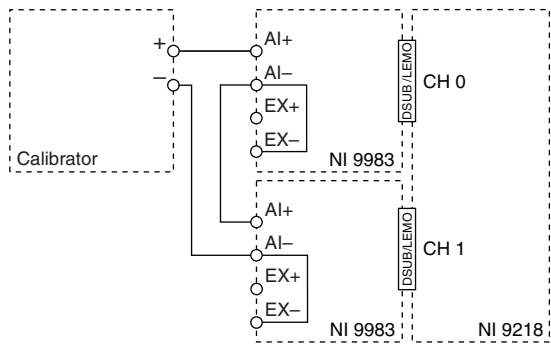 +
−
Calibrator
AI+
AI−
EX+
EX−
NI 9983
DSUB/LEMO
CH 0
AI+
AI−
EX+
EX−
NI 9983
DSUB/LEMO
CH 1
NI 9218